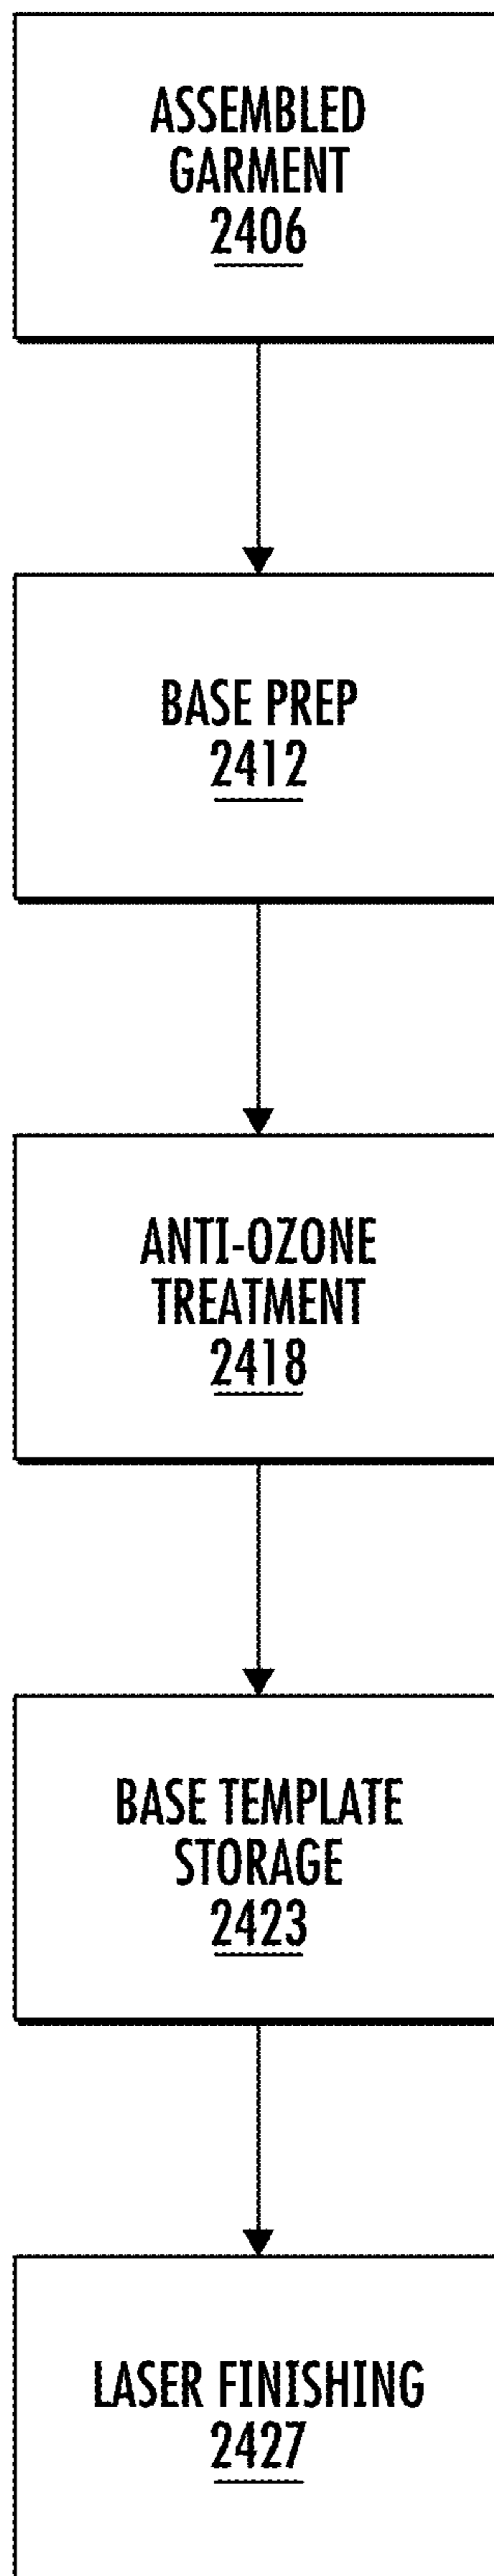 ASSEMBLED
GARMENT
2406
BASE PREP
2412
ANTI-OZONE
TREATMENT
2418
BASE TEMPLATE
STORAGE
2423
LASER FINISHING
2427